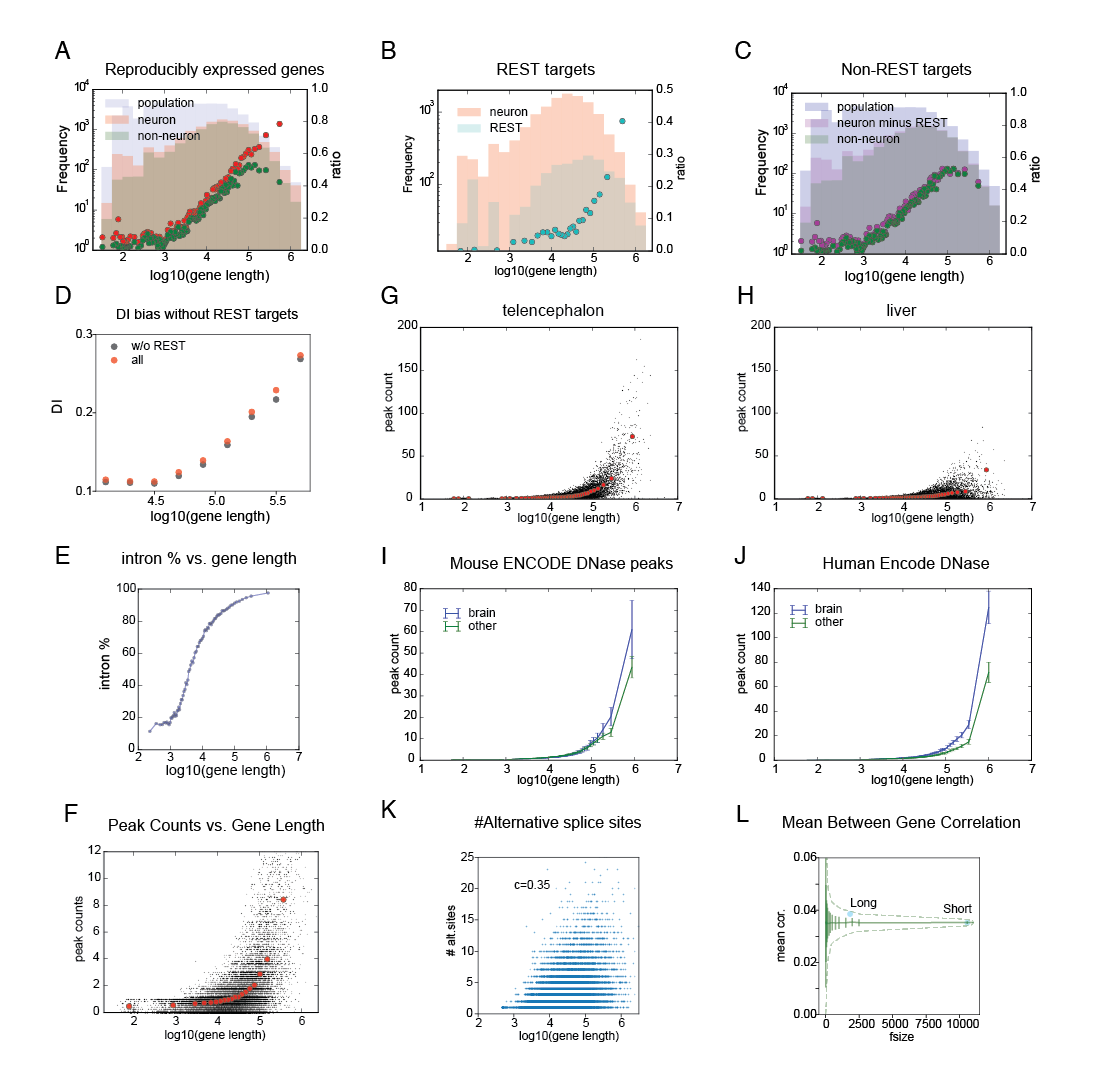 A
Reproducibly expressed genes
10^4
10^3
10^2
10^1
10^0
Frequency
population
neuron
non-neuron
1.0
0.8
0.6
0.4
0.2
0.0
ratio
2 3 4 5 6
log10(gene length)
B
REST targets
10^3
10^2
Frequency
neuron
REST
0.5
0.4
0.3
0.2
0.1
0.0
ratio
2 3 4 5 6
log10(gene length)
C
Non-REST targets
10^4
10^3
10^2
10^1
10^0
Frequency
population
neuron minus REST
non-neuron
1.0
0.8
0.6
0.4
0.2
0.0
ratio
2 3 4 5 6
log10(gene length)
D
DI bias without REST targets
0.3
0.2
0.1
DI
w/o REST
all
4.5 5.0 5.5
log10(gene length)
G
telencephalon
200
150
100
50
0
peak count
1 2 3 4 5 6 7
log10(gene length)
H
liver
200
150
100
50
0
peak count
1 2 3 4 5 6 7
log10(gene length)
E
intron % vs. gene length
100
80
60
40
20
0
intron %
2 3 4 5 6 7
log10(gene length)
I
Mouse ENCODE DNase peaks
80
70
60
50
40
30
20
10
0
peak count
brain
other
1 2 3 4 5 6 7
log10(gene length)
J
Human Encode DNase
140
120
100
80
60
40
20
0
peak count
brain
other
1 2 3 4 5 6 7
log10(gene length)
F
Peak Counts vs. Gene Length
12
10
8
6
4
2
0
peak counts
2 3 4 5 6
log10(gene length)
K
#Alternative splice sites
25
20
15
10
5
0
# alt.sites
c=0.35
2 3 4 5 6
log10(gene length)
L
Mean Between Gene Correlation
0.06
0.04
0.02
0.00
mean cor.
Long
Short
0 2500 5000 7500 10000
fsize